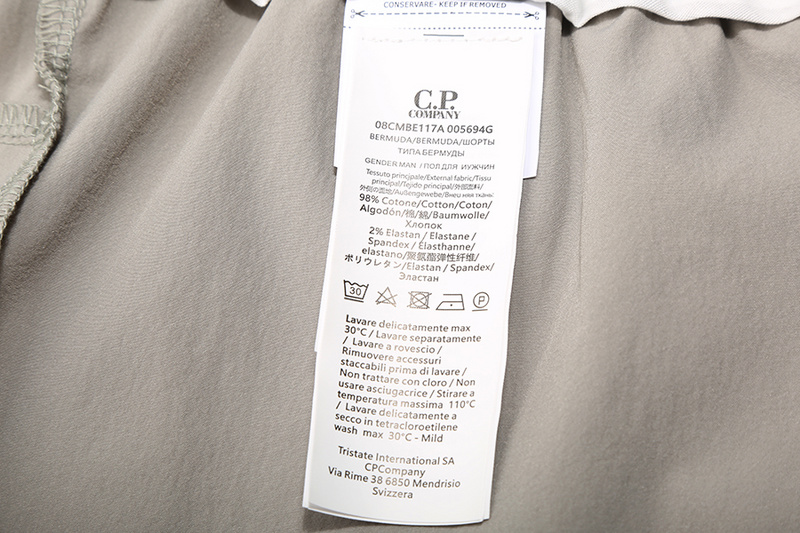 CONSERVARE- KEEP IF REMOVED
C.P.
COMPANY
08CMBE117A 005694G
BERMUDA/BERMUDA/ШОРТЫ
ТИПА БЕРМУДЫ
GENDER MAN / ПОЛ ДЛЯ ИУЖЧИН
Tessuto principale/External fabric/Tissu
principal/Tejido principal/外部面料/
外側の面地/Außengewebe/Внеш няя ткань:
98% Cotone/Cotton/Coton/
Algodón/棉/綿/Baumwolle/
Хлопок
2% Elastan / Elastane /
Spandex / Élasthanne/
elastano/聚氨酯弹性纤维/
ポリウレタン/Elastan / Spandex/
Эластан
30
P
Lavare delicatamente max
30°C / Lavare separatamente
/ Lavare a rovescio /
Rimuovere accessuri
staccabili prima di lavare /
Non trattare con cloro / Non
usare asciugacrice / Stirare a
temperatura massima 110°C
/ Lavare delicatamente a
secco in tetracloroetilene
wash max 30°C - Mild
Tristate International SA
CPCompany
Via Rime 38 6850 Mendrisio
Svizzera